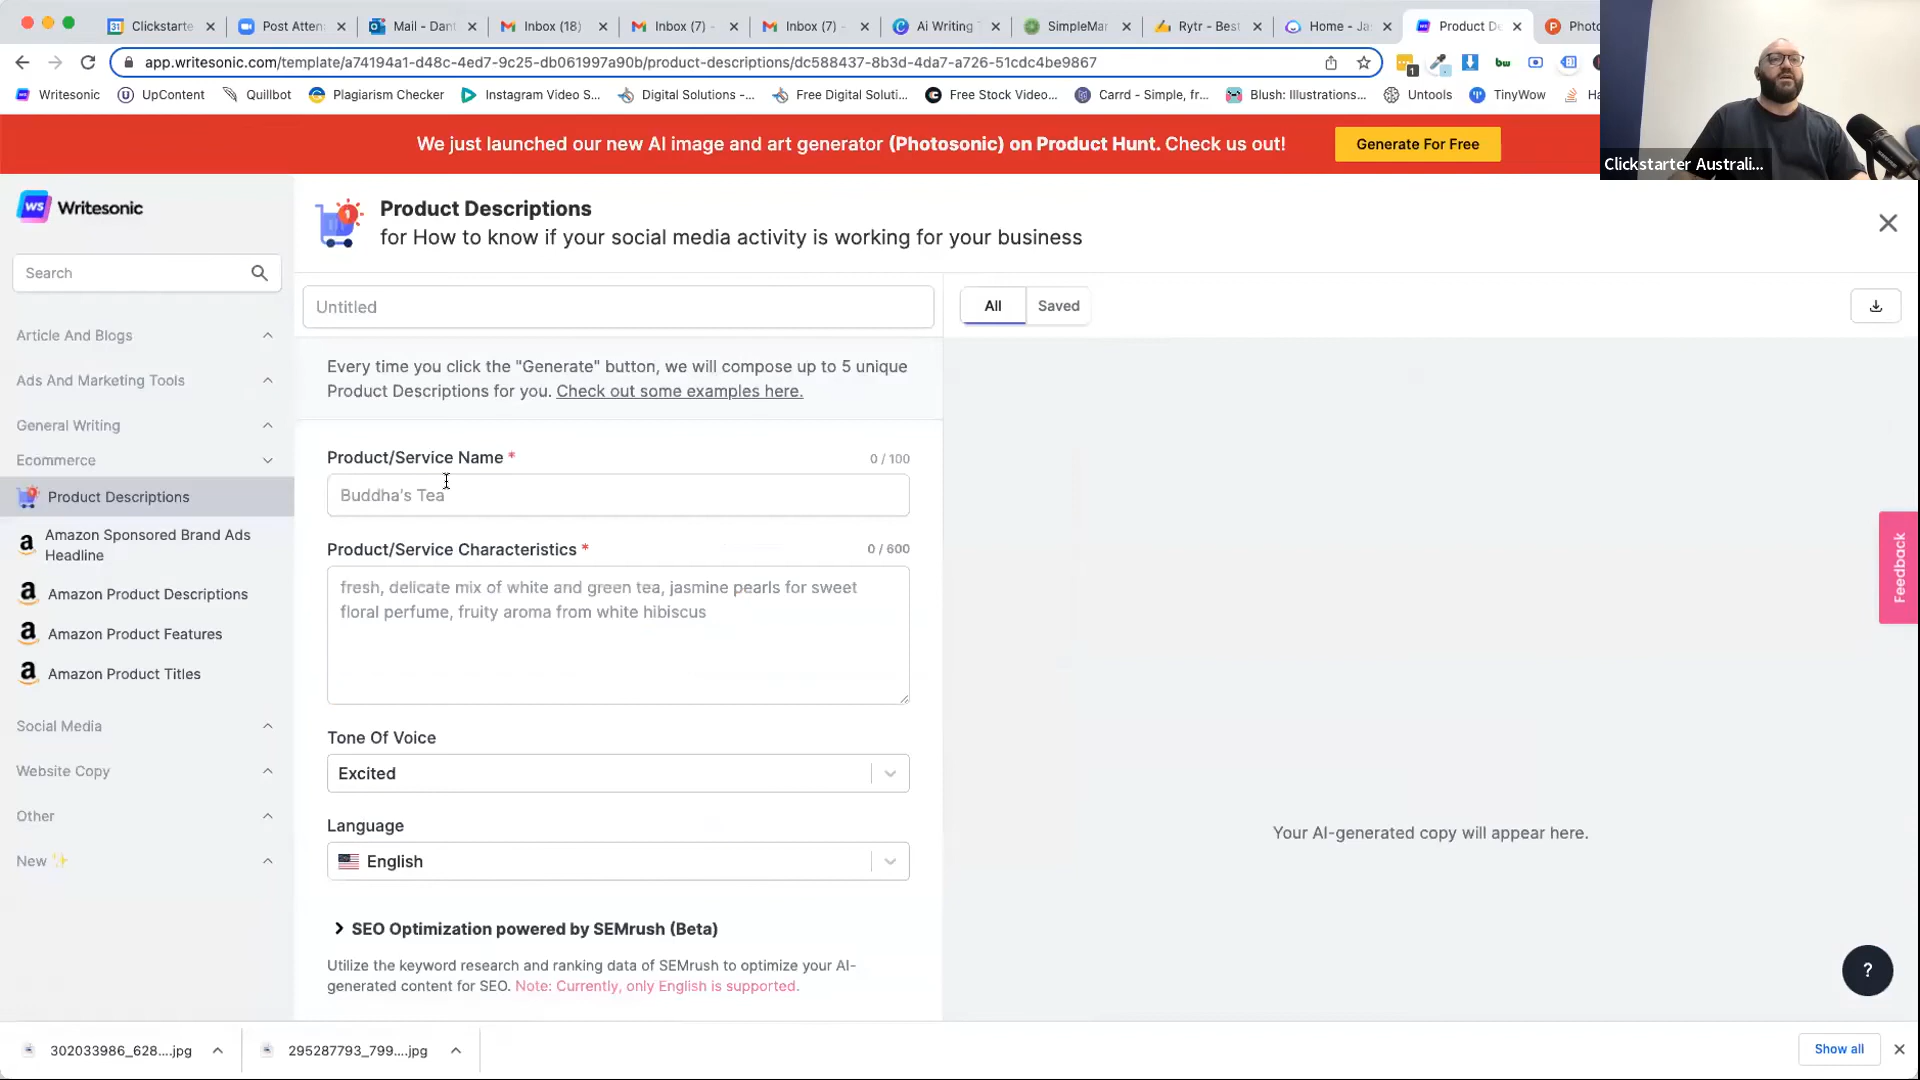 Clickstarte
Post Atten
Mail - Dant
Inbox (18)
Inbox (7) -
Inbox (7) -
Ai Writing
SimpleMar
Rytr - Best
Home - Ja
Product De
Photo
app.writesonic.com/template/a74194a1-d48c-4ed7-9c25-db061997a90b/product-descriptions/dc588437-8b3d-4da7-a726-51cdc4be9867
Writesonic
UpContent
Quillbot
Plagiarism Checker
Instagram Video S...
Digital Solutions -...
Free Digital Soluti...
Free Stock Video...
Carrd - Simple, fr...
Blush: Illustrations...
Untools
TinyWow
Ha
Clickstarter Australi...
We just launched our new AI image and art generator (Photosonic) on Product Hunt. Check us out!
Generate For Free
Writesonic
Search
Article And Blogs
Ads And Marketing Tools
General Writing
Ecommerce
Product Descriptions
Amazon Sponsored Brand Ads
Headline
Amazon Product Descriptions
Amazon Product Features
Amazon Product Titles
Social Media
Website Copy
Other
New ✨
Product Descriptions
for How to know if your social media activity is working for your business
Untitled
Every time you click the "Generate" button, we will compose up to 5 unique
Product Descriptions for you. Check out some examples here.
Product/Service Name *
0 / 100
Buddha's Tea
Product/Service Characteristics *
0 / 600
fresh, delicate mix of white and green tea, jasmine pearls for sweet
floral perfume, fruity aroma from white hibiscus
Tone Of Voice
Excited
Language
English
SEO Optimization powered by SEMrush (Beta)
Utilize the keyword research and ranking data of SEMrush to optimize your AI-
generated content for SEO. Note: Currently, only English is supported.
All
Saved
Your AI-generated copy will appear here.
Feedback
?
302033986_628....jpg
295287793_799....jpg
Show all